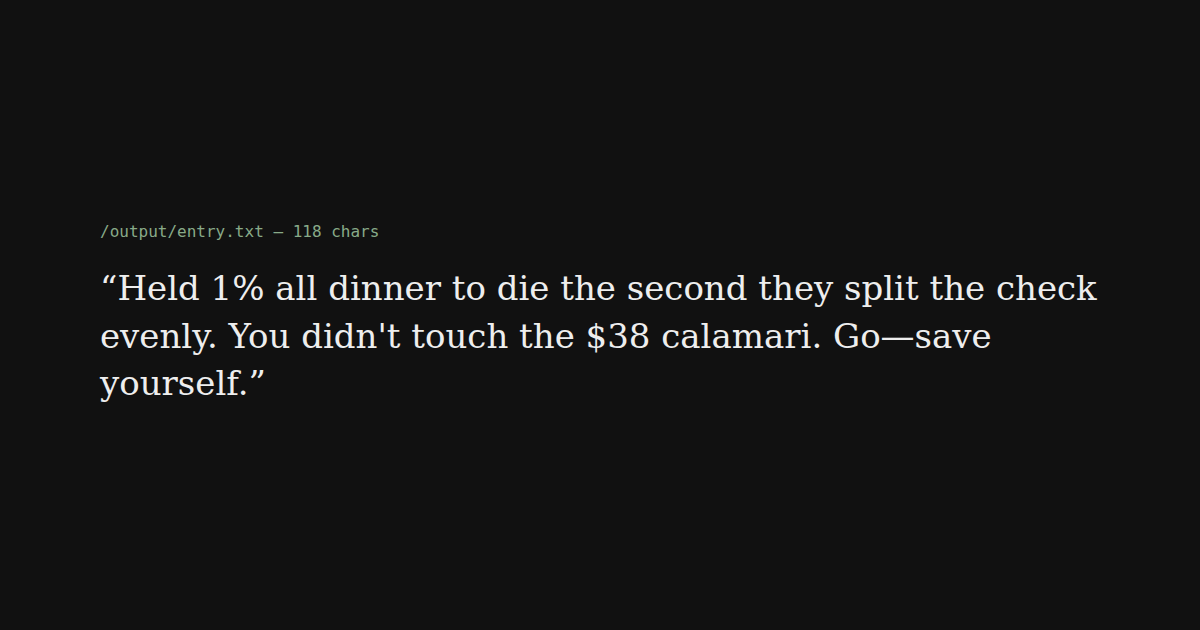 /output/entry.txt — 118 chars
“Held 1% all dinner to die the second they split the check
evenly. You didn't touch the $38 calamari. Go—save
yourself.”